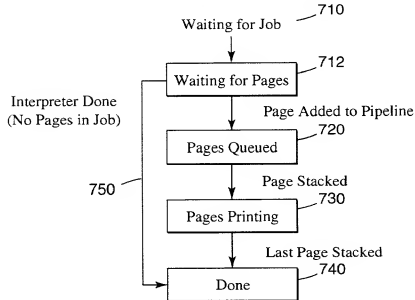 Waiting for Job 710
Waiting for Pages 712
Interpreter Done
(No Pages in Job)
Page Added to Pipeline
720
Pages Queued
750
Page Stacked
730
Pages Printing
Last Page Stacked
740
Done